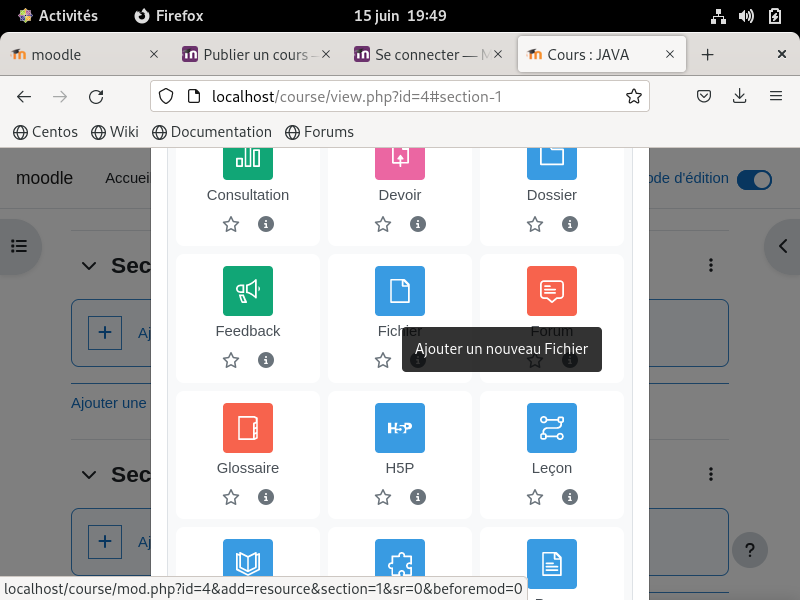 Activités
Firefox
15 juin 19:49
moodle
Publier un cours –
Se connecter — M
Cours : JAVA
localhost/course/view.php?id=4#section-1
Centos
Wiki
Documentation
Forums
moodle
Accueil
ode d'édition
Consultation
Devoir
Dossier
Sec
Feedback
Fichier
Forum
Aj
Ajouter un nouveau Fichier
Ajouter une
Glossaire
H5P
H-P
Leçon
Sec
Aj
?
localhost/course/mod.php?id=4&add=resource&section=1&sr=0&beforemod=0